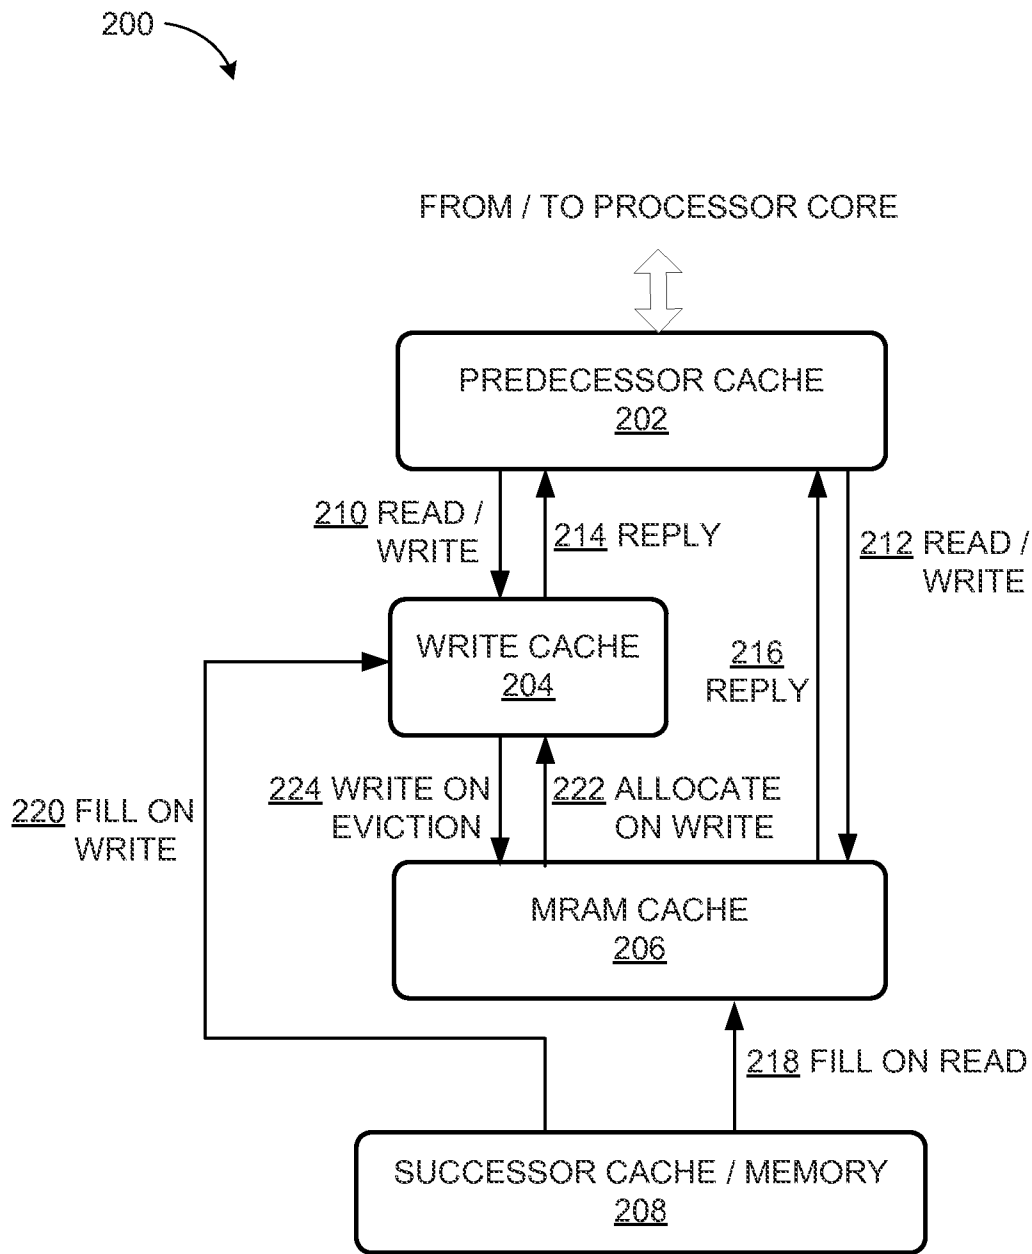 200
FROM / TO PROCESSOR CORE
PREDECESSOR CACHE
202
210 READ /
WRITE
214 REPLY
212 READ /
WRITE
WRITE CACHE
204
216
REPLY
220 FILL ON
WRITE
224 WRITE ON
EVICTION
222 ALLOCATE
ON WRITE
MRAM CACHE
206
218 FILL ON READ
SUCCESSOR CACHE / MEMORY
208